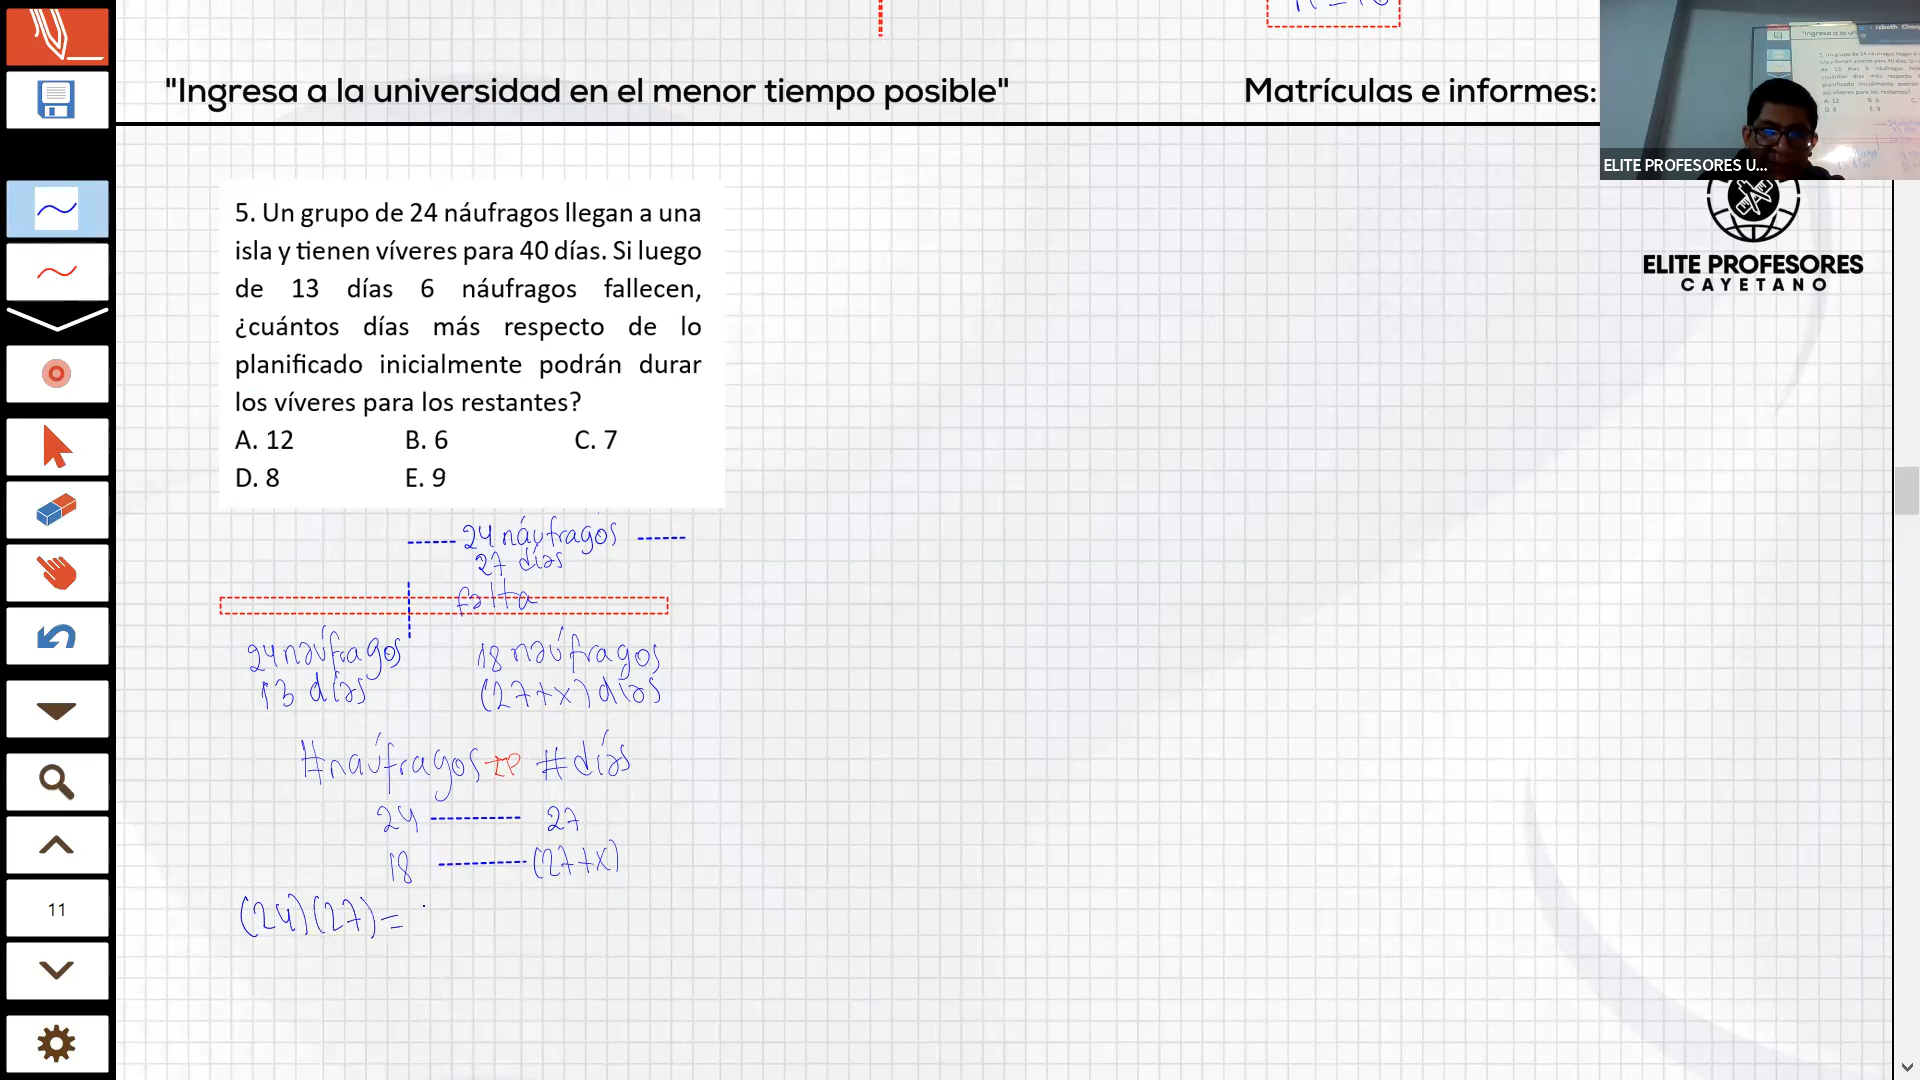 "Ingresa a la universidad en el menor tiempo posible"
Matrículas e informes:
ELITE PROFESORES U...
ELITE PROFESORES
CAYETANO
5. Un grupo de 24 náufragos llegan a una
isla y tienen víveres para 40 días. Si luego
de 13 días 6 náufragos fallecen,
¿cuántos días más respecto de lo
planificado inicialmente podrán durar
los víveres para los restantes?
A. 12 B. 6 C. 7
D. 8 E. 9
24 náufragos
27 días
falta
24 naúfragos 18 naúfragos
13 días (27+x) días
#naúfragos IP #días
24 27
18 (27+x)
(24)(27)=
11